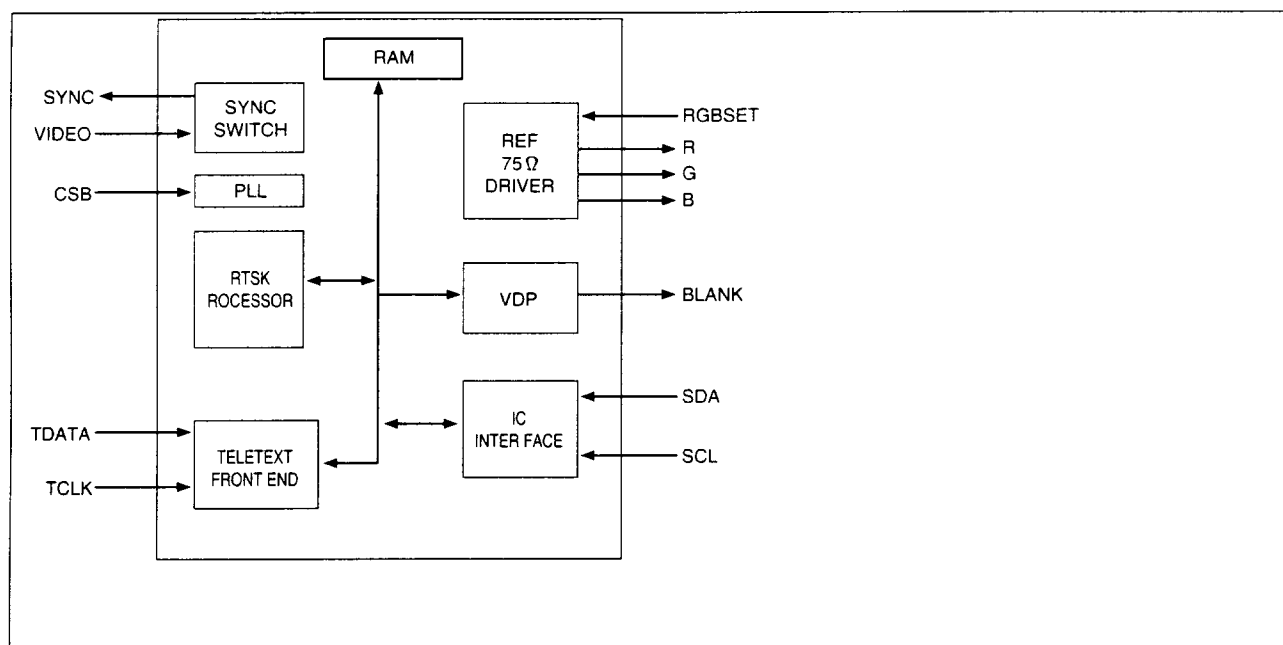 RAM
SYNC
VIDEO
SYNC
SWITCH
CSB
PLL
RTSK
ROCESSOR
TDATA
TCLK
TELETEXT
FRONT END
REF
75Ω
DRIVER
RGBSET
R
G
B
VDP
BLANK
IC
INTER FACE
SDA
SCL